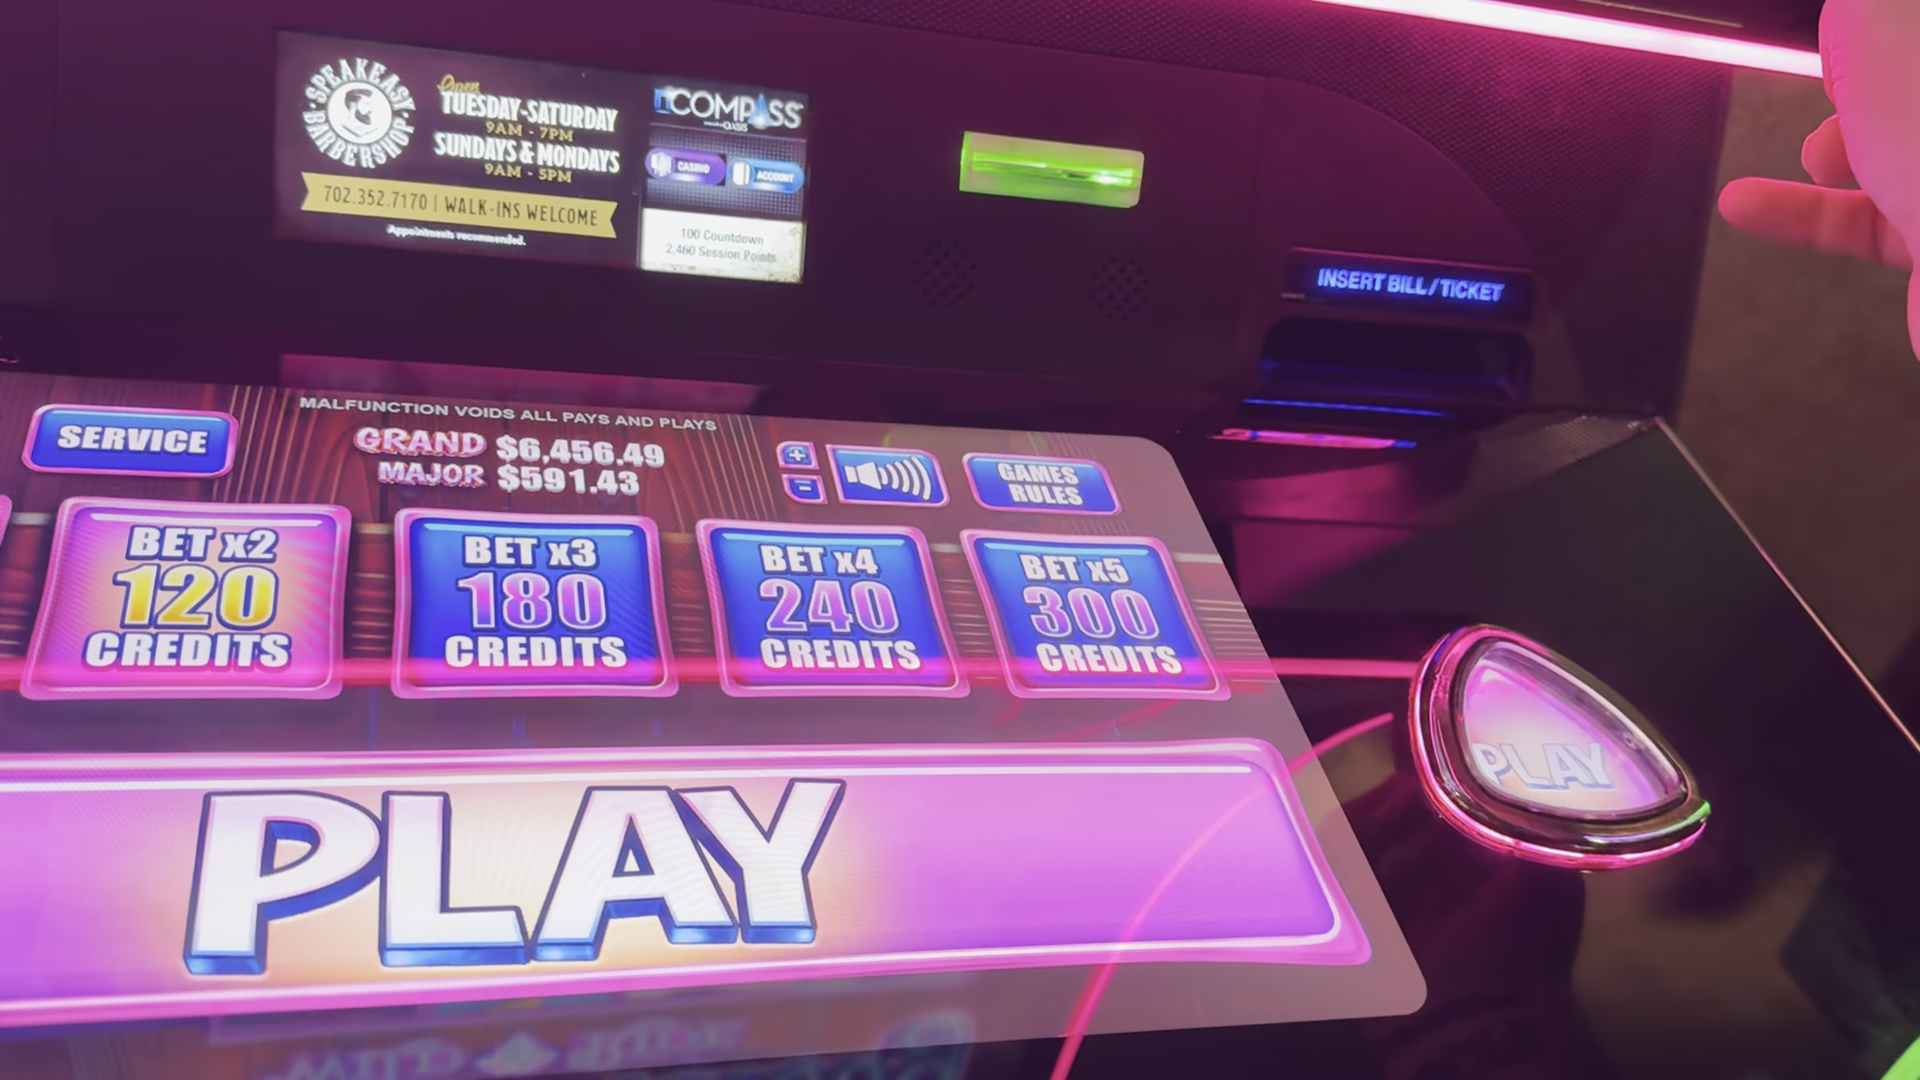 SPEAKEASY
BARBERSHOP
Open
TUESDAY-SATURDAY
9AM - 7PM
SUNDAYS & MONDAYS
9AM - 5PM
702.352.7170 | WALK-INS WELCOME
Appointments recommended.
nCOMPASS
OASIS
CASINO
ACCOUNT
100 Countdown
2,460 Session Points
INSERT BILL/TICKET
MALFUNCTION VOIDS ALL PAYS AND PLAYS
SERVICE
GRAND $6,456.49
MAJOR $591.43
+
-
GAMES
RULES
BET x2
120
CREDITS
BET x3
180
CREDITS
BET x4
240
CREDITS
BET x5
300
CREDITS
PLAY
PLAY